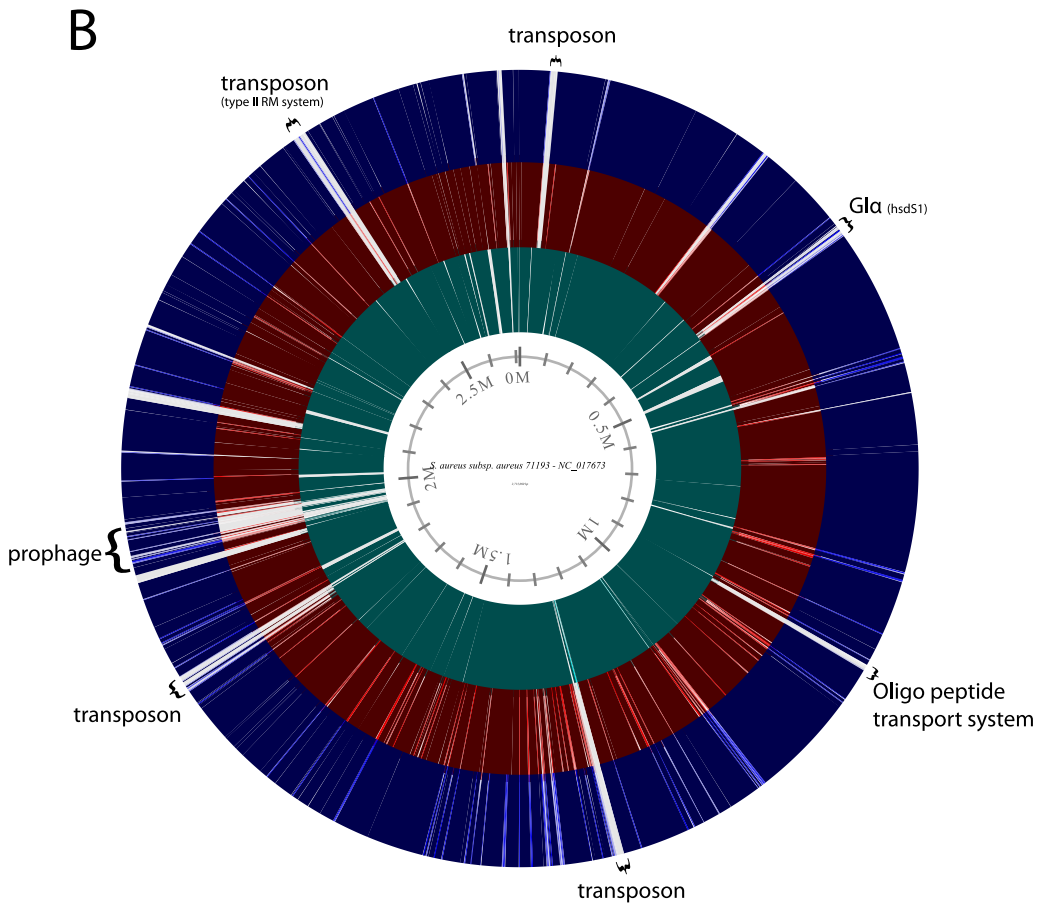 B
transposon
transposon
(type II RM system)
Glα (hsdS1)
2.5M 0M
0.5M
S. aureus subsp. aureus 71193 - NC_017673
2M
1M
1.5M
prophage
Oligo peptide
transport system
transposon
transposon